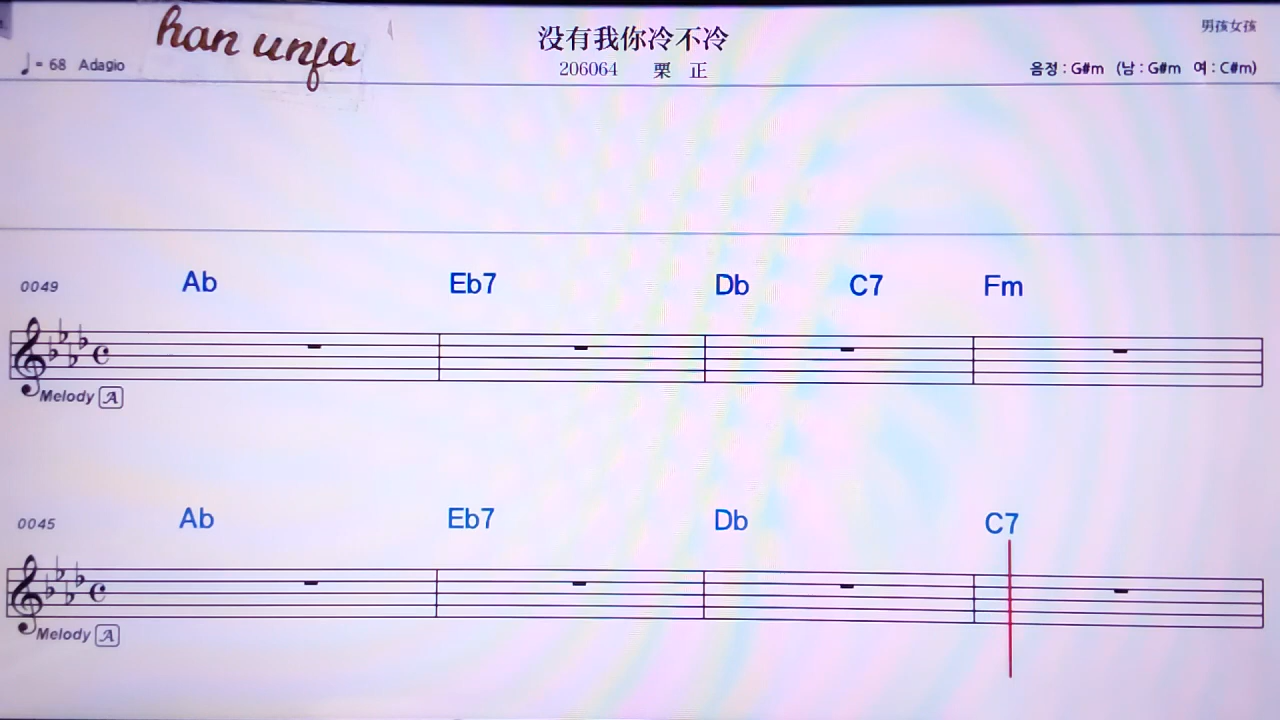 han unfa
没有我你冷不冷
男孩女孩
♩= 68 Adagio
206064 栗 正
음정 : G#m (남 : G#m 여 : C#m)
0049
Ab Eb7 Db C7 Fm
Melody A
0045
Ab Eb7 Db C7
Melody A